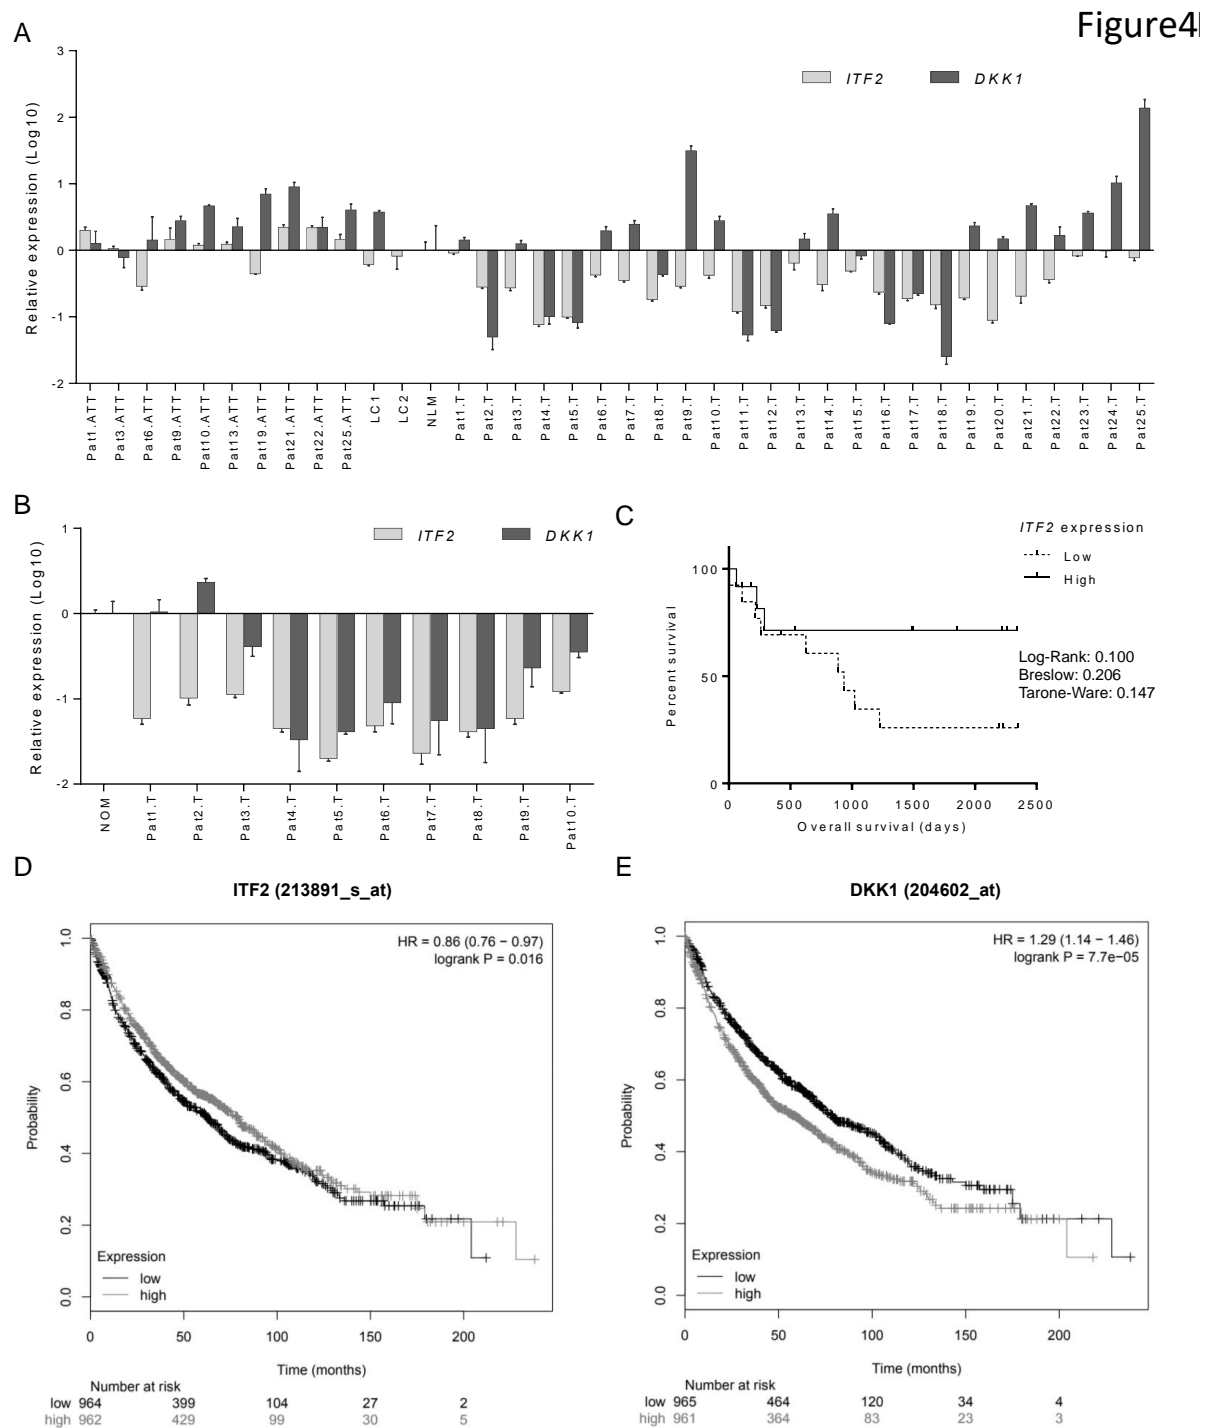 Figure4
A
3
2
1
0
-1
-2
Relative expression (Log10)
ITF2
DKK1
Pat1.ATT
Pat3.ATT
Pat6.ATT
Pat9.ATT
Pat10.ATT
Pat13.ATT
Pat19.ATT
Pat21.ATT
Pat22.ATT
Pat25.ATT
LC1
LC2
NLM
Pat1.T
Pat2.T
Pat3.T
Pat4.T
Pat5.T
Pat6.T
Pat7.T
Pat8.T
Pat9.T
Pat10.T
Pat11.T
Pat12.T
Pat13.T
Pat14.T
Pat15.T
Pat16.T
Pat17.T
Pat18.T
Pat19.T
Pat20.T
Pat21.T
Pat22.T
Pat23.T
Pat24.T
Pat25.T
B
1
0
-1
-2
Relative expression (Log10)
ITF2
DKK1
NOM
Pat1.T
Pat2.T
Pat3.T
Pat4.T
Pat5.T
Pat6.T
Pat7.T
Pat8.T
Pat9.T
Pat10.T
C
ITF2 expression
Low
High
100
50
0
Percent survival
Log-Rank: 0.100
Breslow: 0.206
Tarone-Ware: 0.147
0 500 1000 1500 2000 2500
Overall survival (days)
D
ITF2 (213891_s_at)
HR = 0.86 (0.76 − 0.97)
logrank P = 0.016
1.0
0.8
0.6
0.4
0.2
0.0
Probability
Expression
low
high
0 50 100 150 200
Time (months)
Number at risk
low 964 399 104 27 2
high 962 429 99 30 5
E
DKK1 (204602_at)
HR = 1.29 (1.14 − 1.46)
logrank P = 7.7e−05
1.0
0.8
0.6
0.4
0.2
0.0
Probability
Expression
low
high
0 50 100 150 200
Time (months)
Number at risk
low 965 464 120 34 4
high 961 364 83 23 3